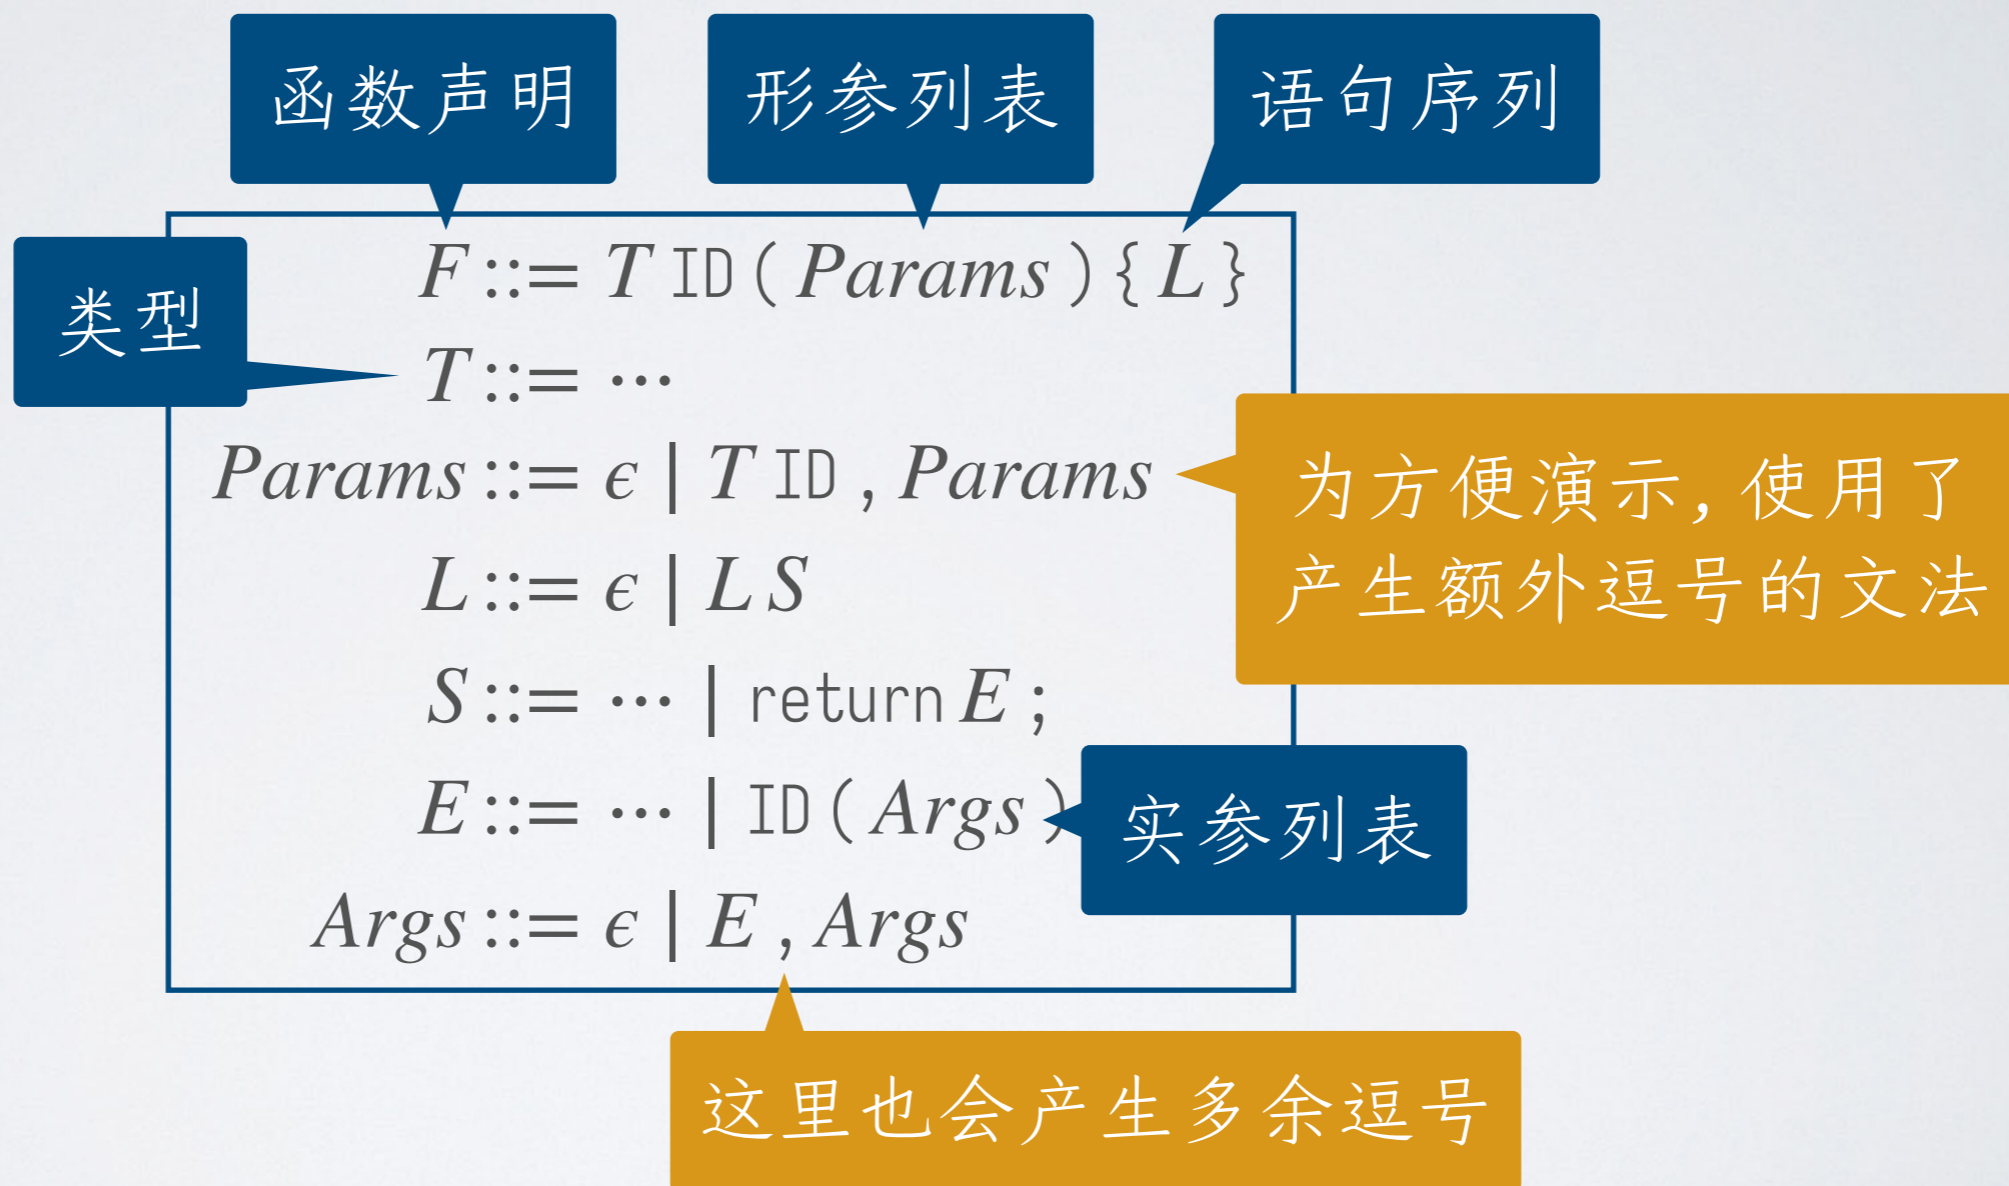 函数声明
形参列表
语句序列
类型
F ::= T ID ( Params ) { L }
T ::= ⋯
Params ::= ϵ | T ID , Params
为方便演示,使用了
产生额外逗号的文法
L ::= ϵ | L S
S ::= ⋯ | return E ;
E ::= ⋯ | ID ( Args )
实参列表
Args ::= ϵ | E , Args
这里也会产生多余逗号